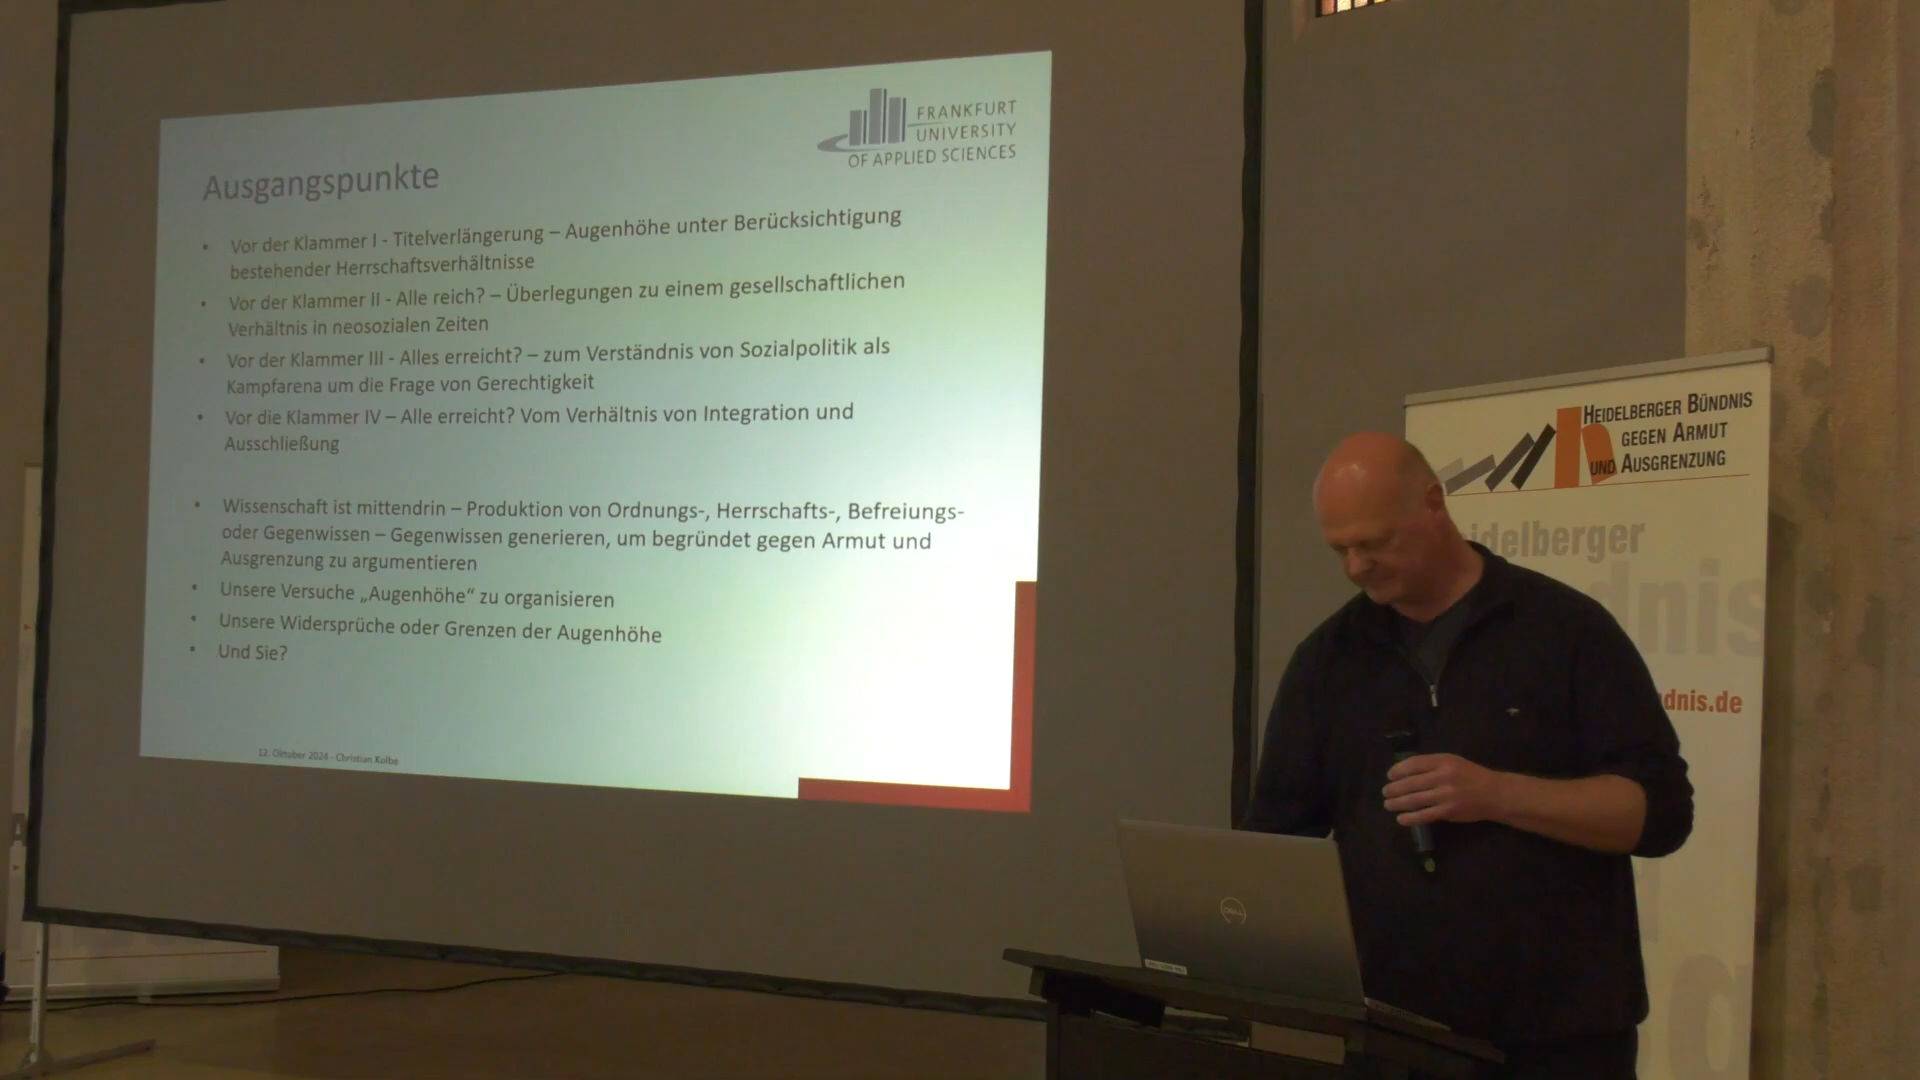 FRANKFURT
UNIVERSITY
OF APPLIED SCIENCES
Ausgangspunkte
• Vor der Klammer I - Titelverlängerung – Augenhöhe unter Berücksichtigung
bestehender Herrschaftsverhältnisse
• Vor der Klammer II - Alle reich? – Überlegungen zu einem gesellschaftlichen
Verhältnis in neosozialen Zeiten
• Vor der Klammer III - Alles erreicht? – zum Verständnis von Sozialpolitik als
Kampfarena um die Frage von Gerechtigkeit
• Vor die Klammer IV – Alle erreicht? Vom Verhältnis von Integration und
Ausschließung
• Wissenschaft ist mittendrin – Produktion von Ordnungs-, Herrschafts-, Befreiungs-
oder Gegenwissen – Gegenwissen generieren, um begründet gegen Armut und
Ausgrenzung zu argumentieren
• Unsere Versuche „Augenhöhe“ zu organisieren
• Unsere Widersprüche oder Grenzen der Augenhöhe
• Und Sie?
12. Oktober 2024 - Christian Kolbe
HEIDELBERGER BÜNDNIS
GEGEN ARMUT
UND AUSGRENZUNG
idelberger
dnis
dnis.de
DELL